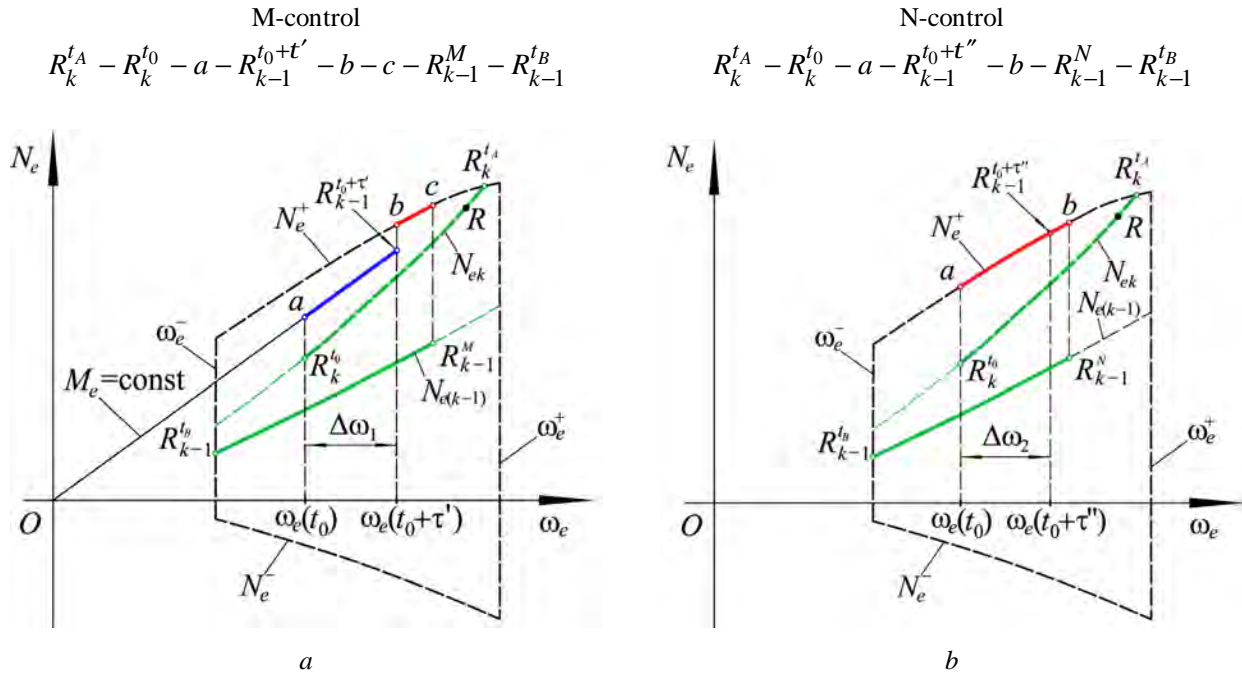 M-control
N-control
R_k^{t_A} – R_k^{t_0} – a – R_{k-1}^{t_0+t′} – b – c – R_{k-1}^M – R_{k-1}^{t_B}
R_k^{t_A} – R_k^{t_0} – a – R_{k-1}^{t_0+t″} – b – R_{k-1}^N – R_{k-1}^{t_B}
N_e
R_k^{t_A}
R_{k-1}^{t_0+τ'}
c
b
R
N_e^+
N_{ek}
a
ω_e^-
R_k^{t_0}
R_{k-1}^M
M_e=const
N_{e(k-1)}
R_{k-1}^{t_B}
Δω_1
ω_e^+
O
ω_e(t_0)
ω_e(t_0+τ')
ω_e
N_e^-
a
N_e
R_k^{t_A}
R_{k-1}^{t_0+τ"}
b
R
N_e^+
N_{ek}
a
N_{e(k-1)}
ω_e^-
R_k^{t_0}
R_{k-1}^N
R_{k-1}^{t_B}
Δω_2
ω_e^+
O
ω_e(t_0)
ω_e(t_0+τ")
ω_e
N_e^-
b